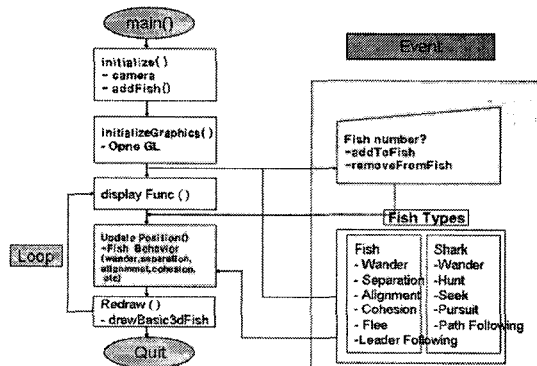 main()
initialize()
- camera
- addFish()
initializeGraphics()
- Opne GL
display Func ()
Update Position()
-Fish Behavior
(wander,separation,
alignmnet,cohesion,
etc)
Loop
Redraw ()
- drawBasic3dFish
Quit
Event
Fish number?
-addToFish
-removeFromFish
Fish Types
Fish
- Wander
- Separation
- Alignment
- Cohesion
- Flee
-Leader Following
Shark
-Wander
-Hunt
-Seek
-Pursuit
-Path Following